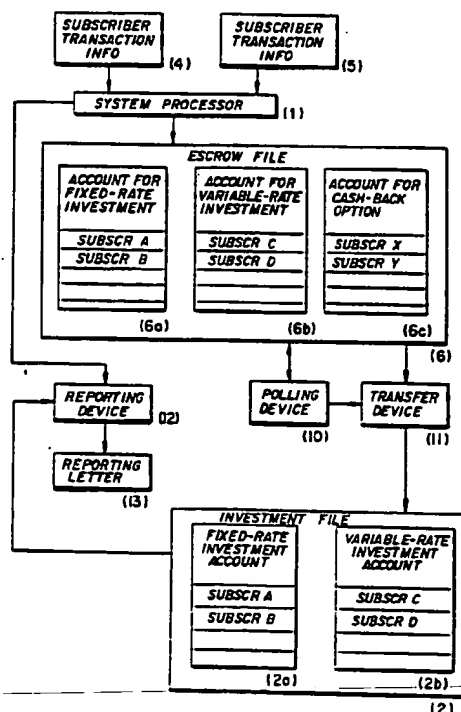 SUBSCRIBER
TRANSACTION
INFO
(4)
SUBSCRIBER
TRANSACTION
INFO
(5)
SYSTEM PROCESSOR
(1)
ESCROW FILE
ACCOUNT FOR
FIXED-RATE
INVESTMENT
SUBSCR A
SUBSCR B
(6a)
ACCOUNT FOR
VARIABLE-RATE
INVESTMENT
SUBSCR C
SUBSCR D
(6b)
ACCOUNT FOR
CASH-BACK
OPTION
SUBSCR X
SUBSCR Y
(6c)
(6)
REPORTING
DEVICE
(12)
POLLING
DEVICE
(10)
TRANSFER
DEVICE
(11)
REPORTING
LETTER
(13)
INVESTMENT FILE
FIXED-RATE
INVESTMENT
ACCOUNT
SUBSCR A
SUBSCR B
(2a)
VARIABLE-RATE
INVESTMENT
ACCOUNT
SUBSCR C
SUBSCR D
(2b)
(2)